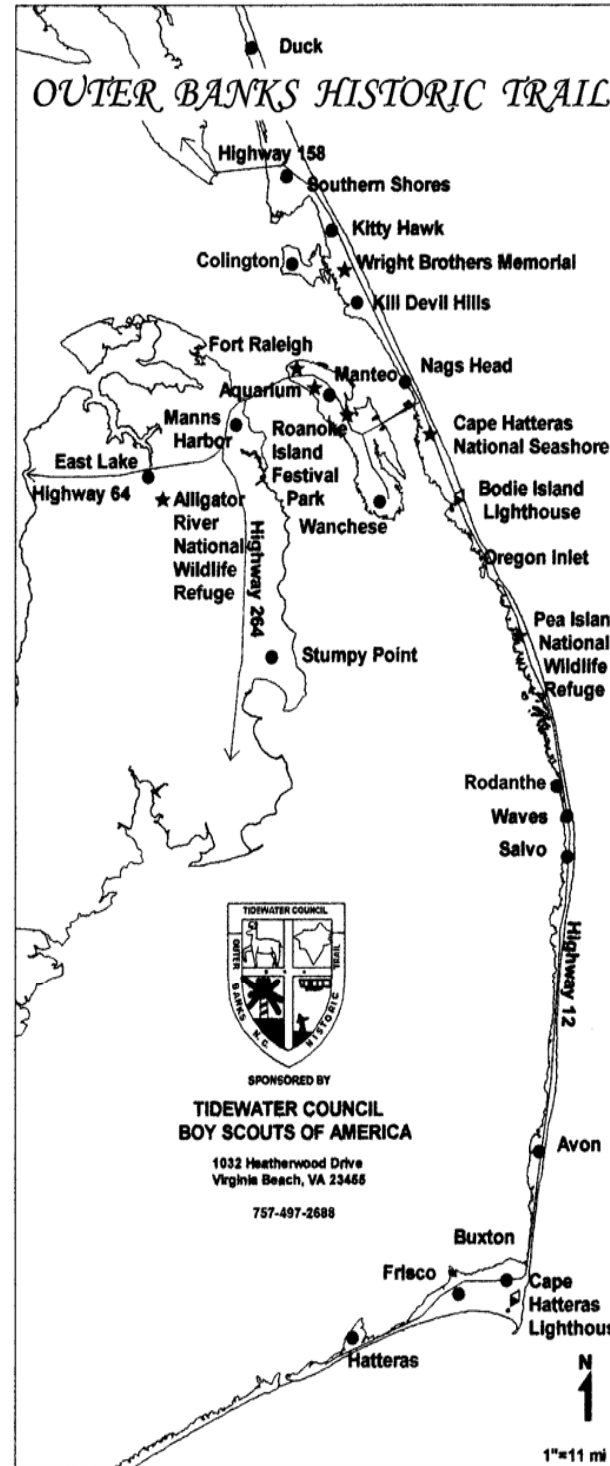 Duck
OUTER BANKS HISTORIC TRAIL
Highway 158
Southern Shores
Kitty Hawk
Colington
Wright Brothers Memorial
Kill Devil Hills
Fort Raleigh
Nags Head
Aquarium
Manteo
Manns
Harbor
Roanoke
Island
Festival
Park
Cape Hatteras
National Seashore
East Lake
Highway 64
Alligator
River
National
Wildlife
Refuge
Wanchese
Bodie Island
Lighthouse
Highway 264
Oregon Inlet
Pea Islan
National
Wildlife
Refuge
Stumpy Point
Rodanthe
Waves
Salvo
Highway 12
TIDEWATER COUNCIL
OUTER BANKS N.C. HISTORIC TRAIL
SPONSORED BY
TIDEWATER COUNCIL
BOY SCOUTS OF AMERICA
1032 Heatherwood Drive
Virginia Beach, VA 23455
757-497-2688
Avon
Buxton
Frisco
Cape
Hatteras
Lighthous
Hatteras
N
1"=11 mi